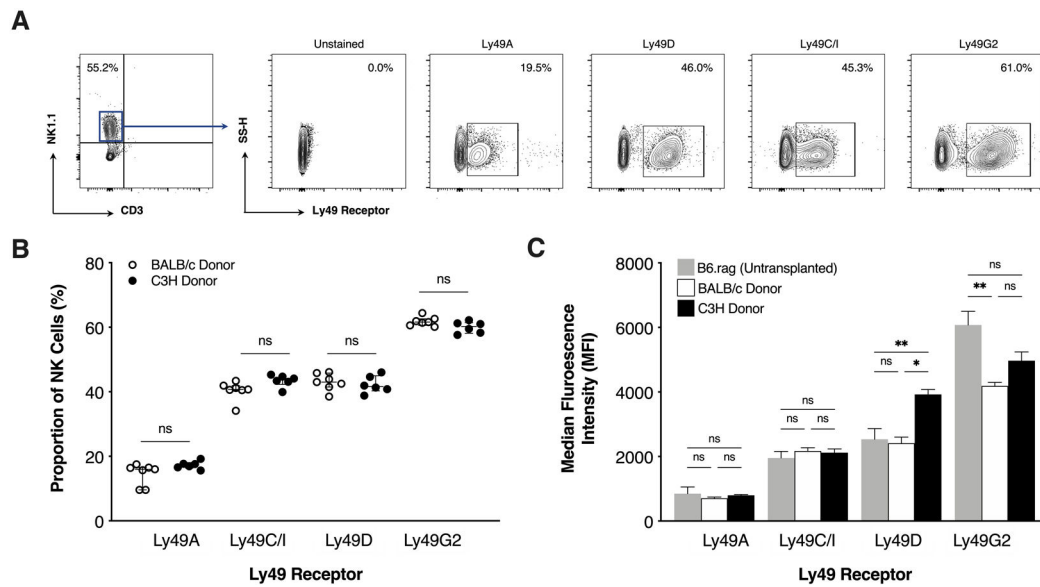 A
Unstained
Ly49A
Ly49D
Ly49C/I
Ly49G2
55.2%
0.0%
19.5%
46.0%
45.3%
61.0%
NK1.1
CD3
SS-H
Ly49 Receptor
B
BALB/c Donor
C3H Donor
Proportion of NK Cells (%)
80
60
40
20
0
ns
ns
ns
ns
Ly49A
Ly49C/I
Ly49D
Ly49G2
Ly49 Receptor
C
B6.rag (Untransplanted)
BALB/c Donor
C3H Donor
Median Fluroescence
Intensity (MFI)
8000
6000
4000
2000
0
ns
ns ns
ns
ns ns
**
ns *
ns
** ns
Ly49A
Ly49C/I
Ly49D
Ly49G2
Ly49 Receptor